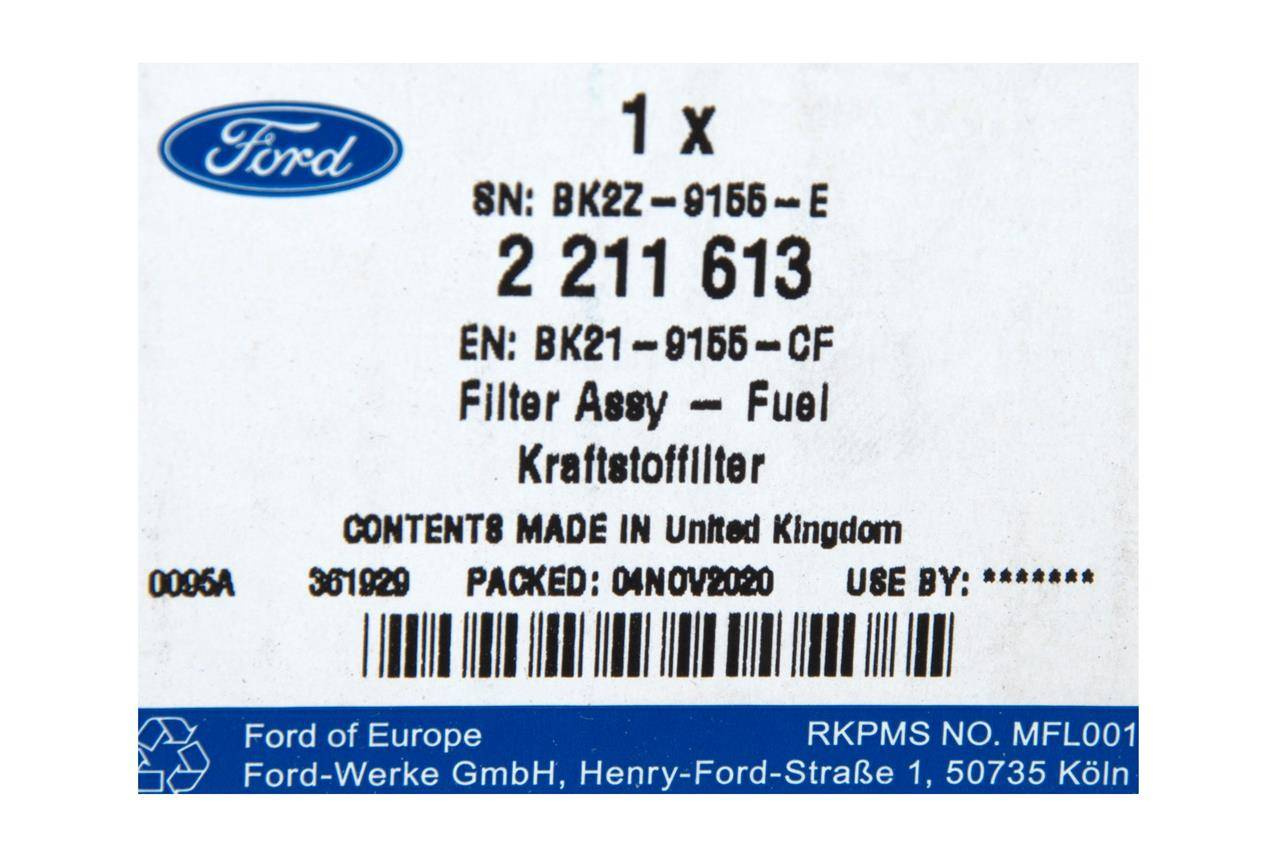 Ford
1 x
SN: BK2Z-9155-E
2 211 613
EN: BK21-9155-CF
Filter Assy - Fuel
Kraftstoffilter
CONTENTS MADE IN United Kingdom
0095A 361929 PACKED: 04NOV2020 USE BY: *******
Ford of Europe RKPMS NO. MFL001
Ford-Werke GmbH, Henry-Ford-Straße 1, 50735 Köln